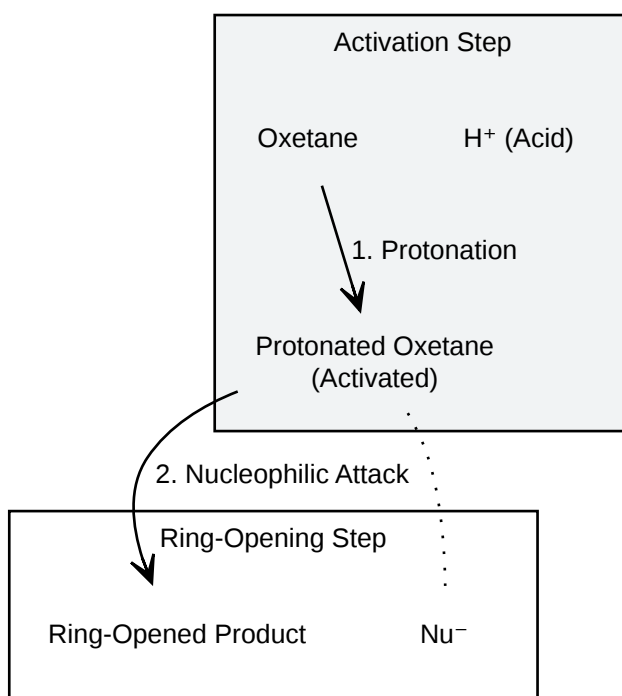 Activation Step
Oxetane
H⁺ (Acid)
1. Protonation
Protonated Oxetane
(Activated)
2. Nucleophilic Attack
Ring-Opening Step
Ring-Opened Product
Nu⁻